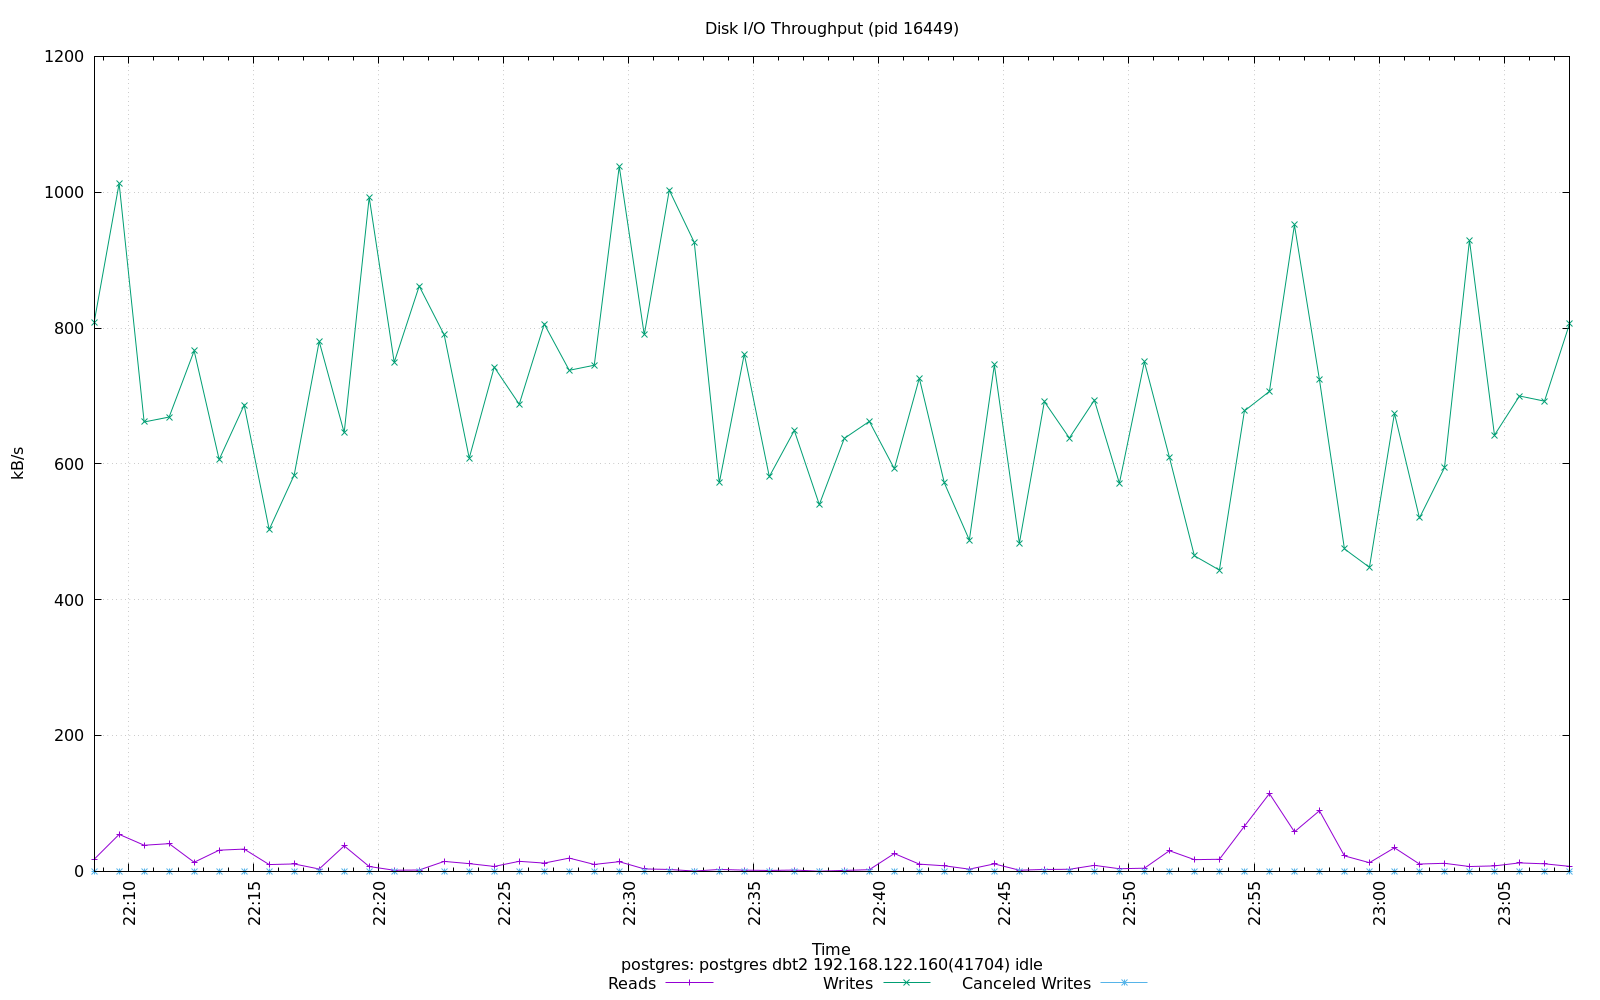 Disk I/O Throughput (pid 16449)
1200
1000
800
600
400
200
0
kB/s
22:10 22:15 22:20 22:25 22:30 22:35 22:40 22:45 22:50 22:55 23:00 23:05
Time
postgres: postgres dbt2 192.168.122.160(41704) idle
Reads Writes Canceled Writes